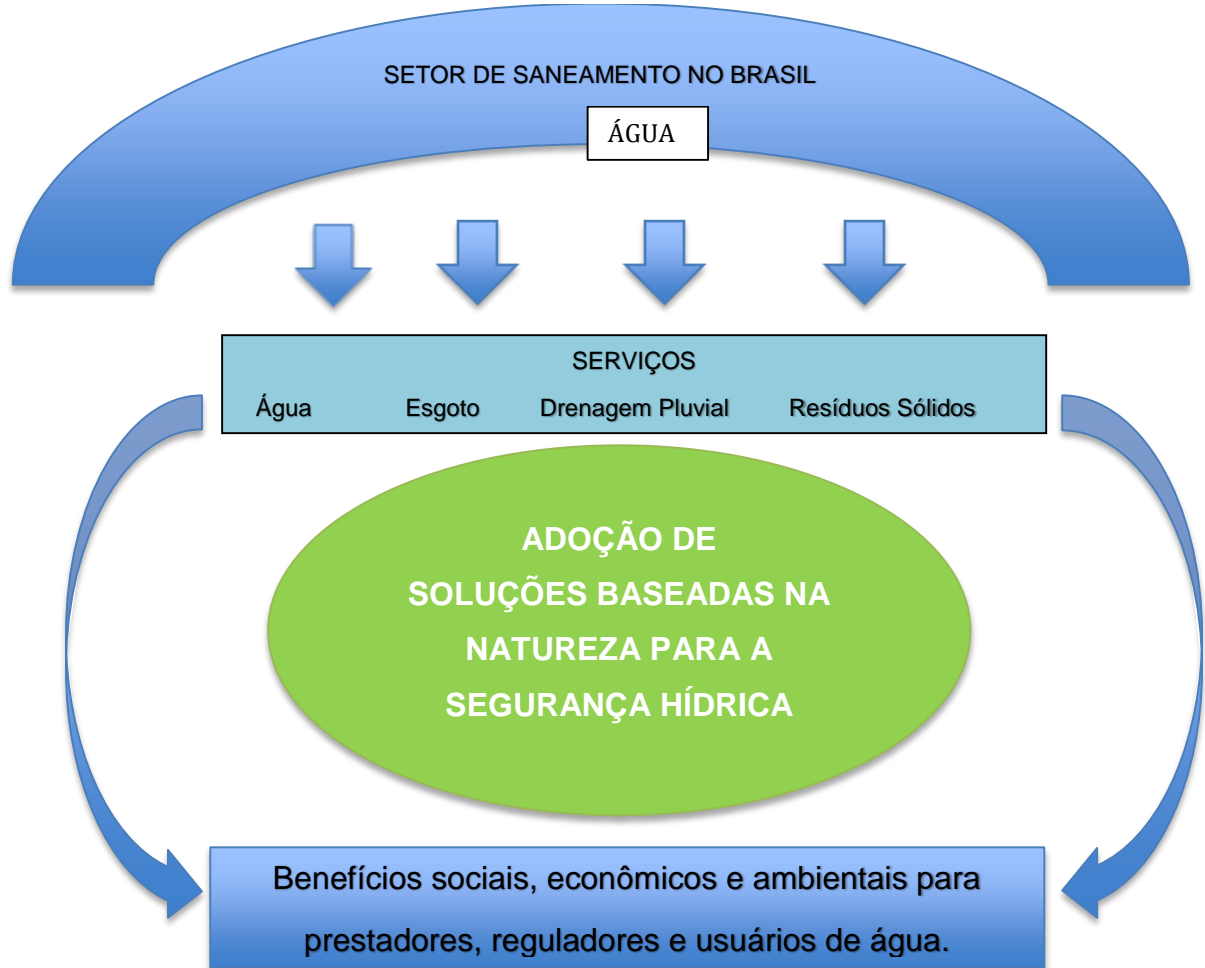 SETOR DE SANEAMENTO NO BRASIL
ÁGUA
SERVIÇOS
Água Esgoto Drenagem Pluvial Resíduos Sólidos
ADOÇÃO DE
SOLUÇÕES BASEADAS NA
NATUREZA PARA A
SEGURANÇA HÍDRICA
Benefícios sociais, econômicos e ambientais para
prestadores, reguladores e usuários de água.